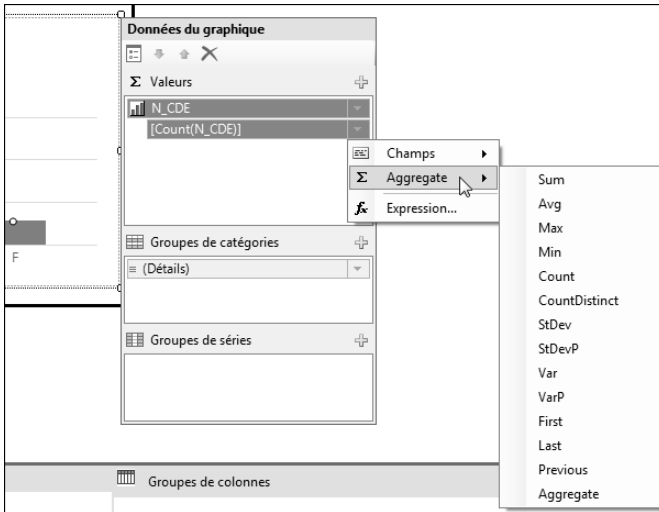 Données du graphique
Σ Valeurs
N_CDE
[Count(N_CDE)]
Champs
Σ Aggregate
fx Expression...
Sum
Avg
Max
Min
Count
CountDistinct
StDev
StDevP
Var
VarP
First
Last
Previous
Aggregate
Groupes de catégories
(Détails)
F
Groupes de séries
Groupes de colonnes